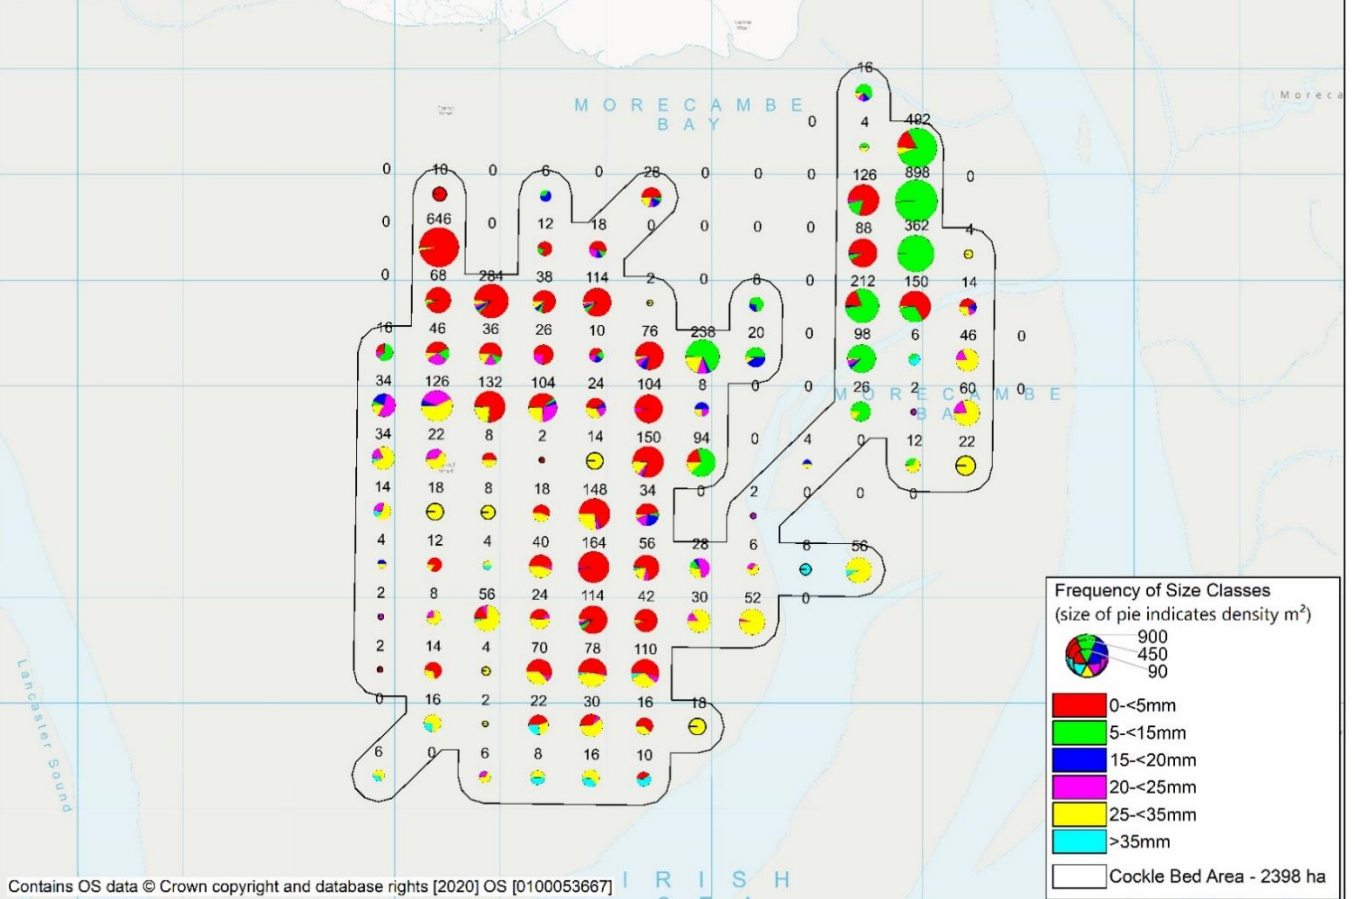 MORECAMBE
BAY
Moreca
16
0 4 492
0 10 0 6 0 28 0 0 0 126 898 0
0 646 0 12 18 0 0 0 0 88 362 4
0 68 284 38 114 2 0 8 0 212 150 14
16 46 36 26 10 76 238 20 0 98 6 46 0
34 126 132 104 24 104 8 0 0 26 2 60 0
MORECAMBE
BAY
34 22 8 2 14 150 94 0 4 0 12 22
14 18 8 18 148 34 0 2 0 0 0
4 12 4 40 164 56 28 6 8 56
2 8 56 24 114 42 30 52 0
2 14 4 70 78 110
0 16 2 22 30 16 18
6 0 6 8 16 10
Lancaster Sound
IRISH
Frequency of Size Classes
(size of pie indicates density m²)
900
450
90
0-<5mm
5-<15mm
15-<20mm
20-<25mm
25-<35mm
>35mm
Cockle Bed Area - 2398 ha
Contains OS data © Crown copyright and database rights [2020] OS [0100053667]